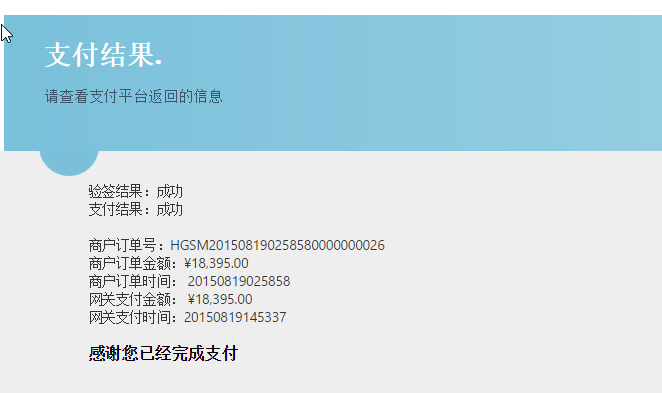 支付结果.
请查看支付平台返回的信息
验签结果：成功
支付结果：成功
商户订单号：HGSM20150819025858000000026
商户订单金额：¥18,395.00
商户订单时间： 20150819025858
网关支付金额： ¥18,395.00
网关支付时间：20150819145337
感谢您已经完成支付